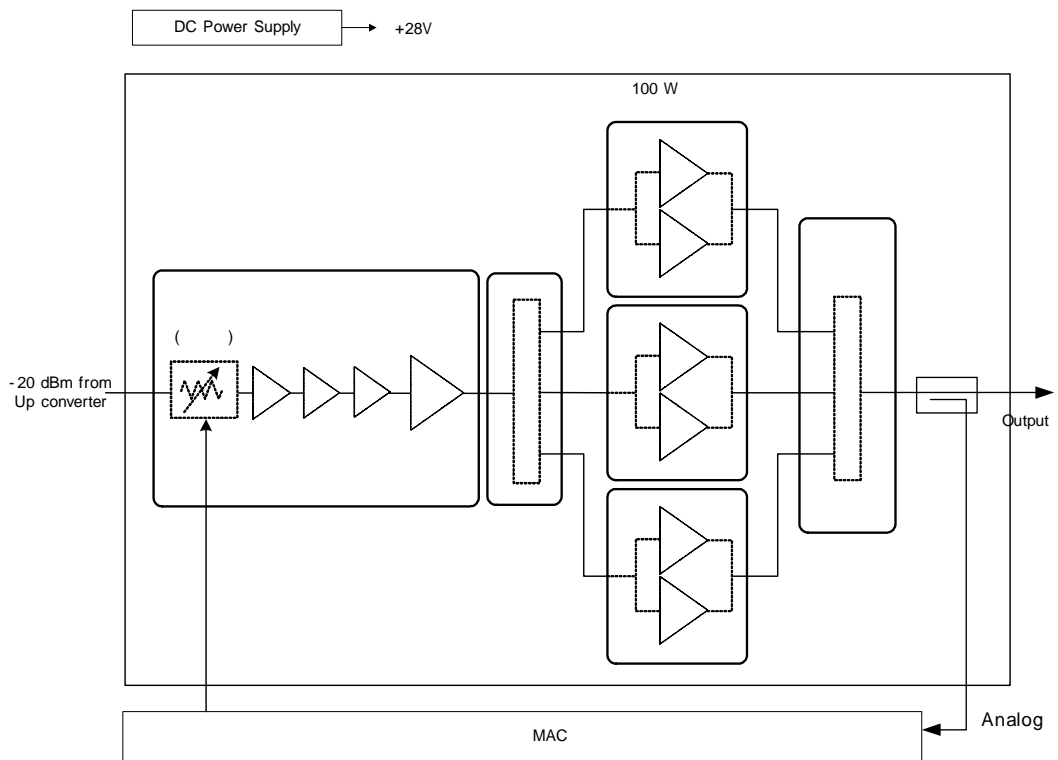 DC Power Supply
+28V
100 W
( )
-20 dBm from
Up converter
Output
Analog
MAC